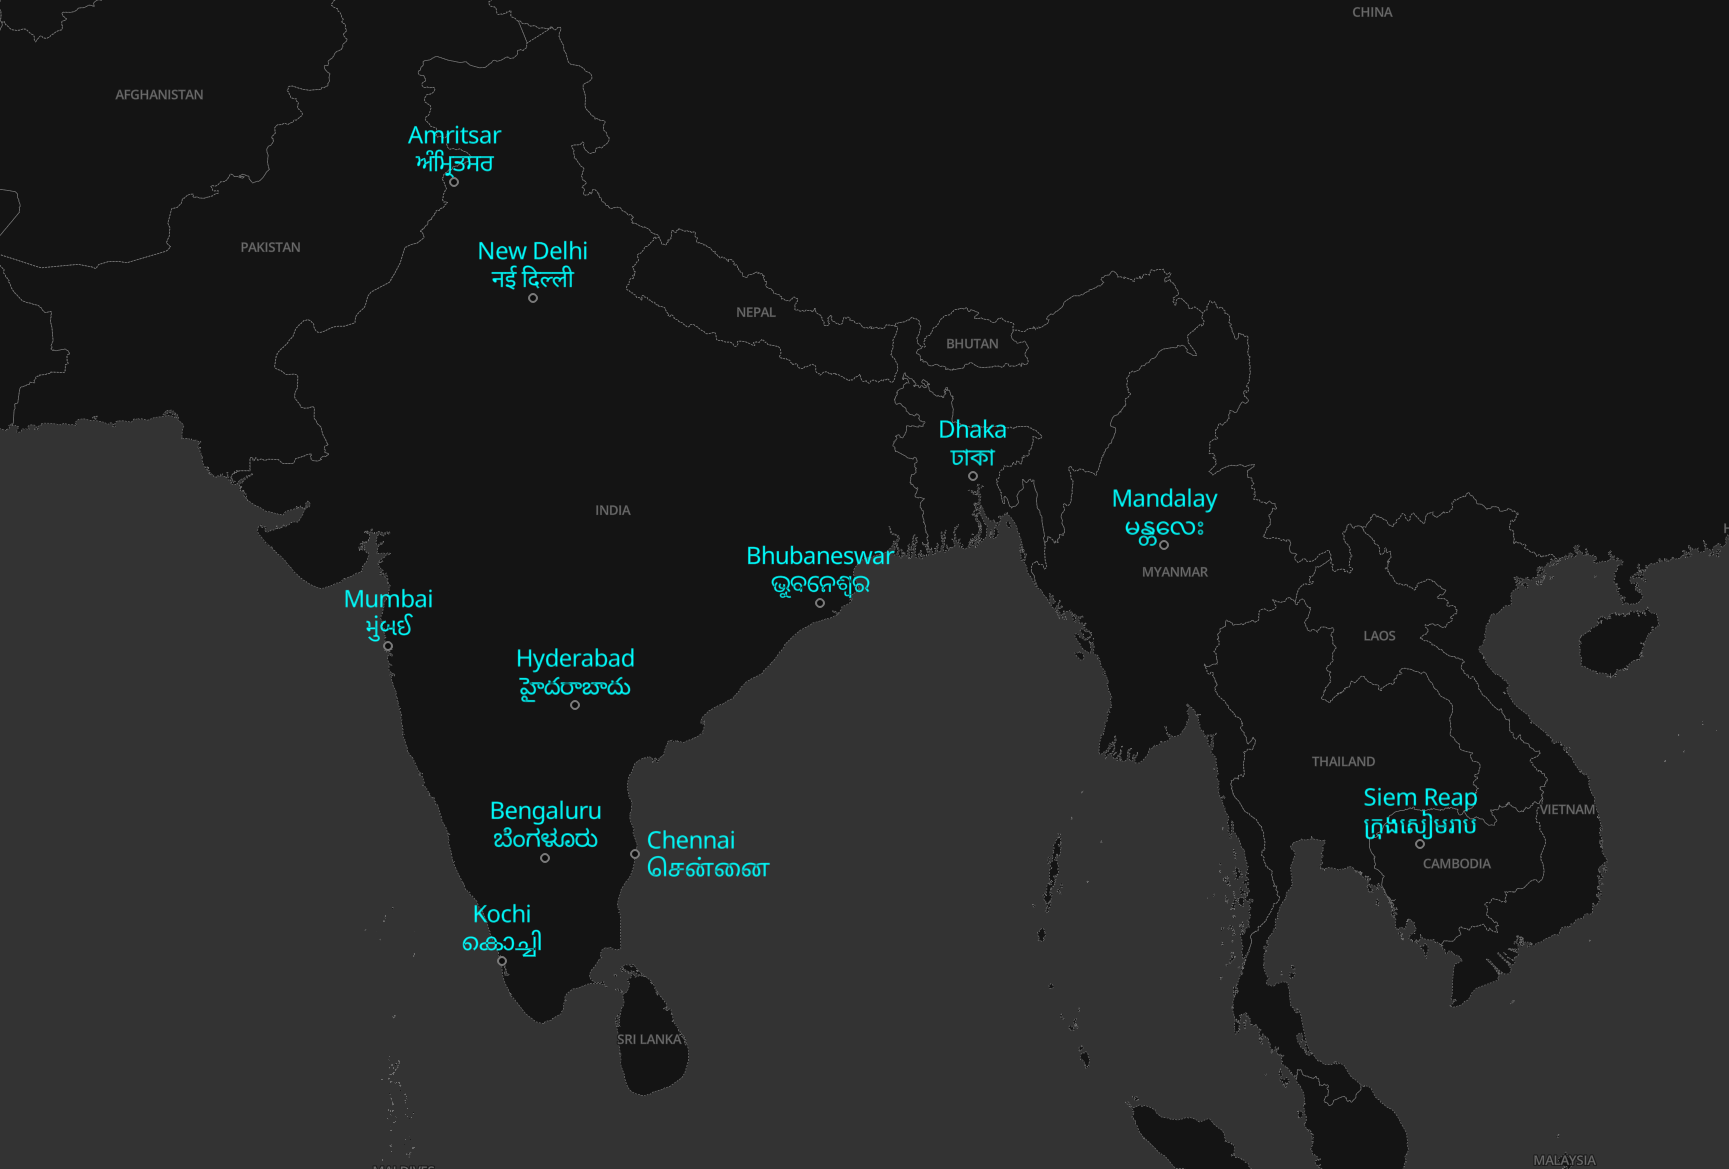 CHINA
AFGHANISTAN
Amritsar
ਅੰਮ੍ਰਿਤਸਰ
PAKISTAN
New Delhi
नई दिल्ली
NEPAL
BHUTAN
Dhaka
ঢাকা
Mandalay
မန္တလေး
MYANMAR
INDIA
Bhubaneswar
ଭୁବନେଶ୍ୱର
Mumbai
મુંબઈ
Hyderabad
హైదరాబాదు
LAOS
THAILAND
Siem Reap
ក្រុងសៀមរាប
VIETNAM
CAMBODIA
Bengaluru
ಬೆಂಗಳೂರು
Chennai
சென்னை
Kochi
കൊച്ചി
SRI LANKA
MALAYSIA
MALDIVES